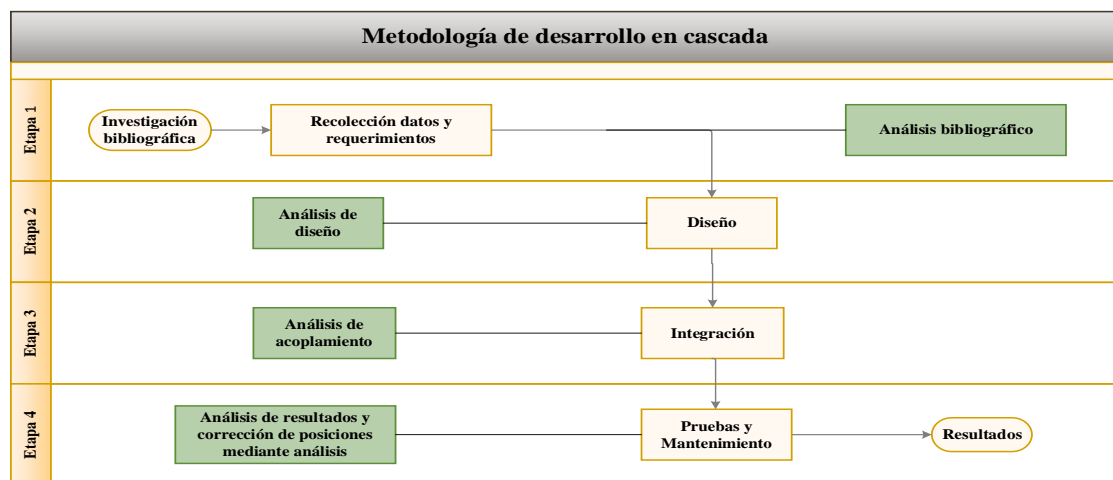 Metodología de desarrollo en cascada
Etapa 1
Investigación
bibliográfica
Recolección datos y
requerimientos
Análisis bibliográfico
Etapa 2
Análisis de
diseño
Diseño
Etapa 3
Análisis de
acoplamiento
Integración
Etapa 4
Análisis de resultados y
corrección de posiciones
mediante análisis
Pruebas y
Mantenimiento
Resultados